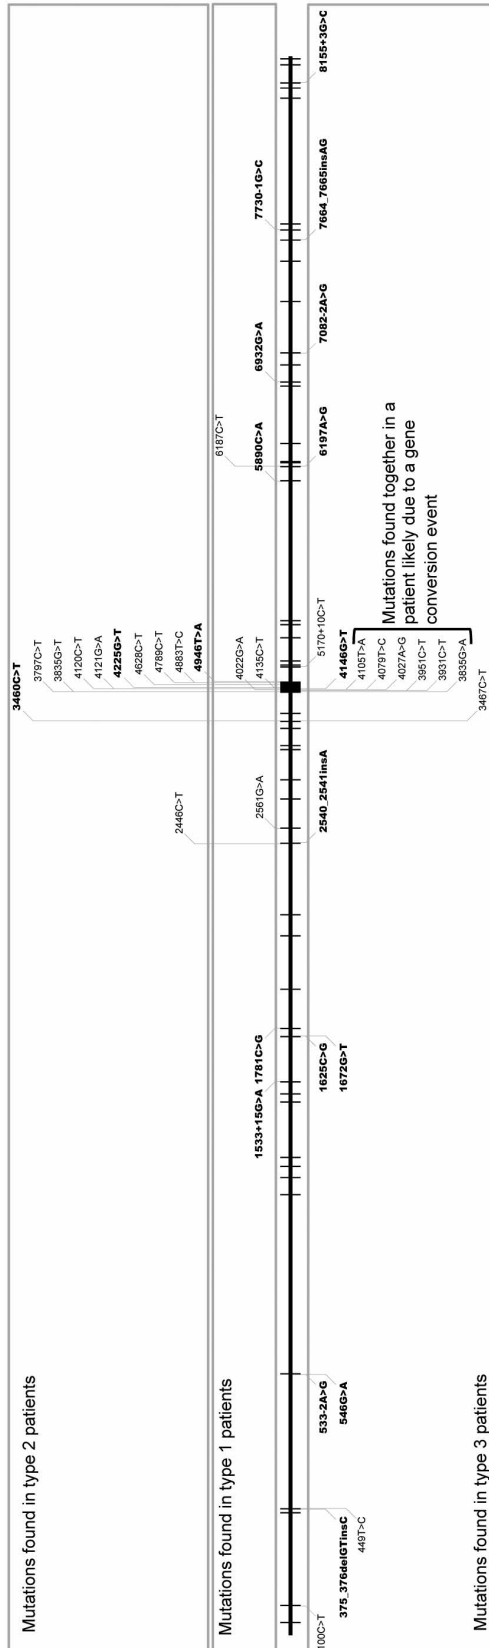 Mutations found in type 2 patients
3460C>T
3797C>T
3835G>T
4120C>T
4121G>A
4225G>T
4628C>T
4789C>T
4883T>C
4946T>A
2446C>T
Mutations found in type 1 patients
6187C>T
4022G>A
1533+15G>A
1781C>G
2561G>A
4135C>T
5890C>A
6932G>A
7730-1G>C
100C>T
533-2A>G
1625C>G
2540_2541insA
5170+10C>T
6197A>G
7082-2A>G
7664_7665insAG
8155+3G>C
375_376delGTinsC
546G>A
1672G>T
4146G>T
449T>C
4105T>A
4079T>C
4027A>G
3951C>T
3931C>T
3835G>A
Mutations found together in a
patient likely due to a gene
conversion event
3467C>T
Mutations found in type 3 patients